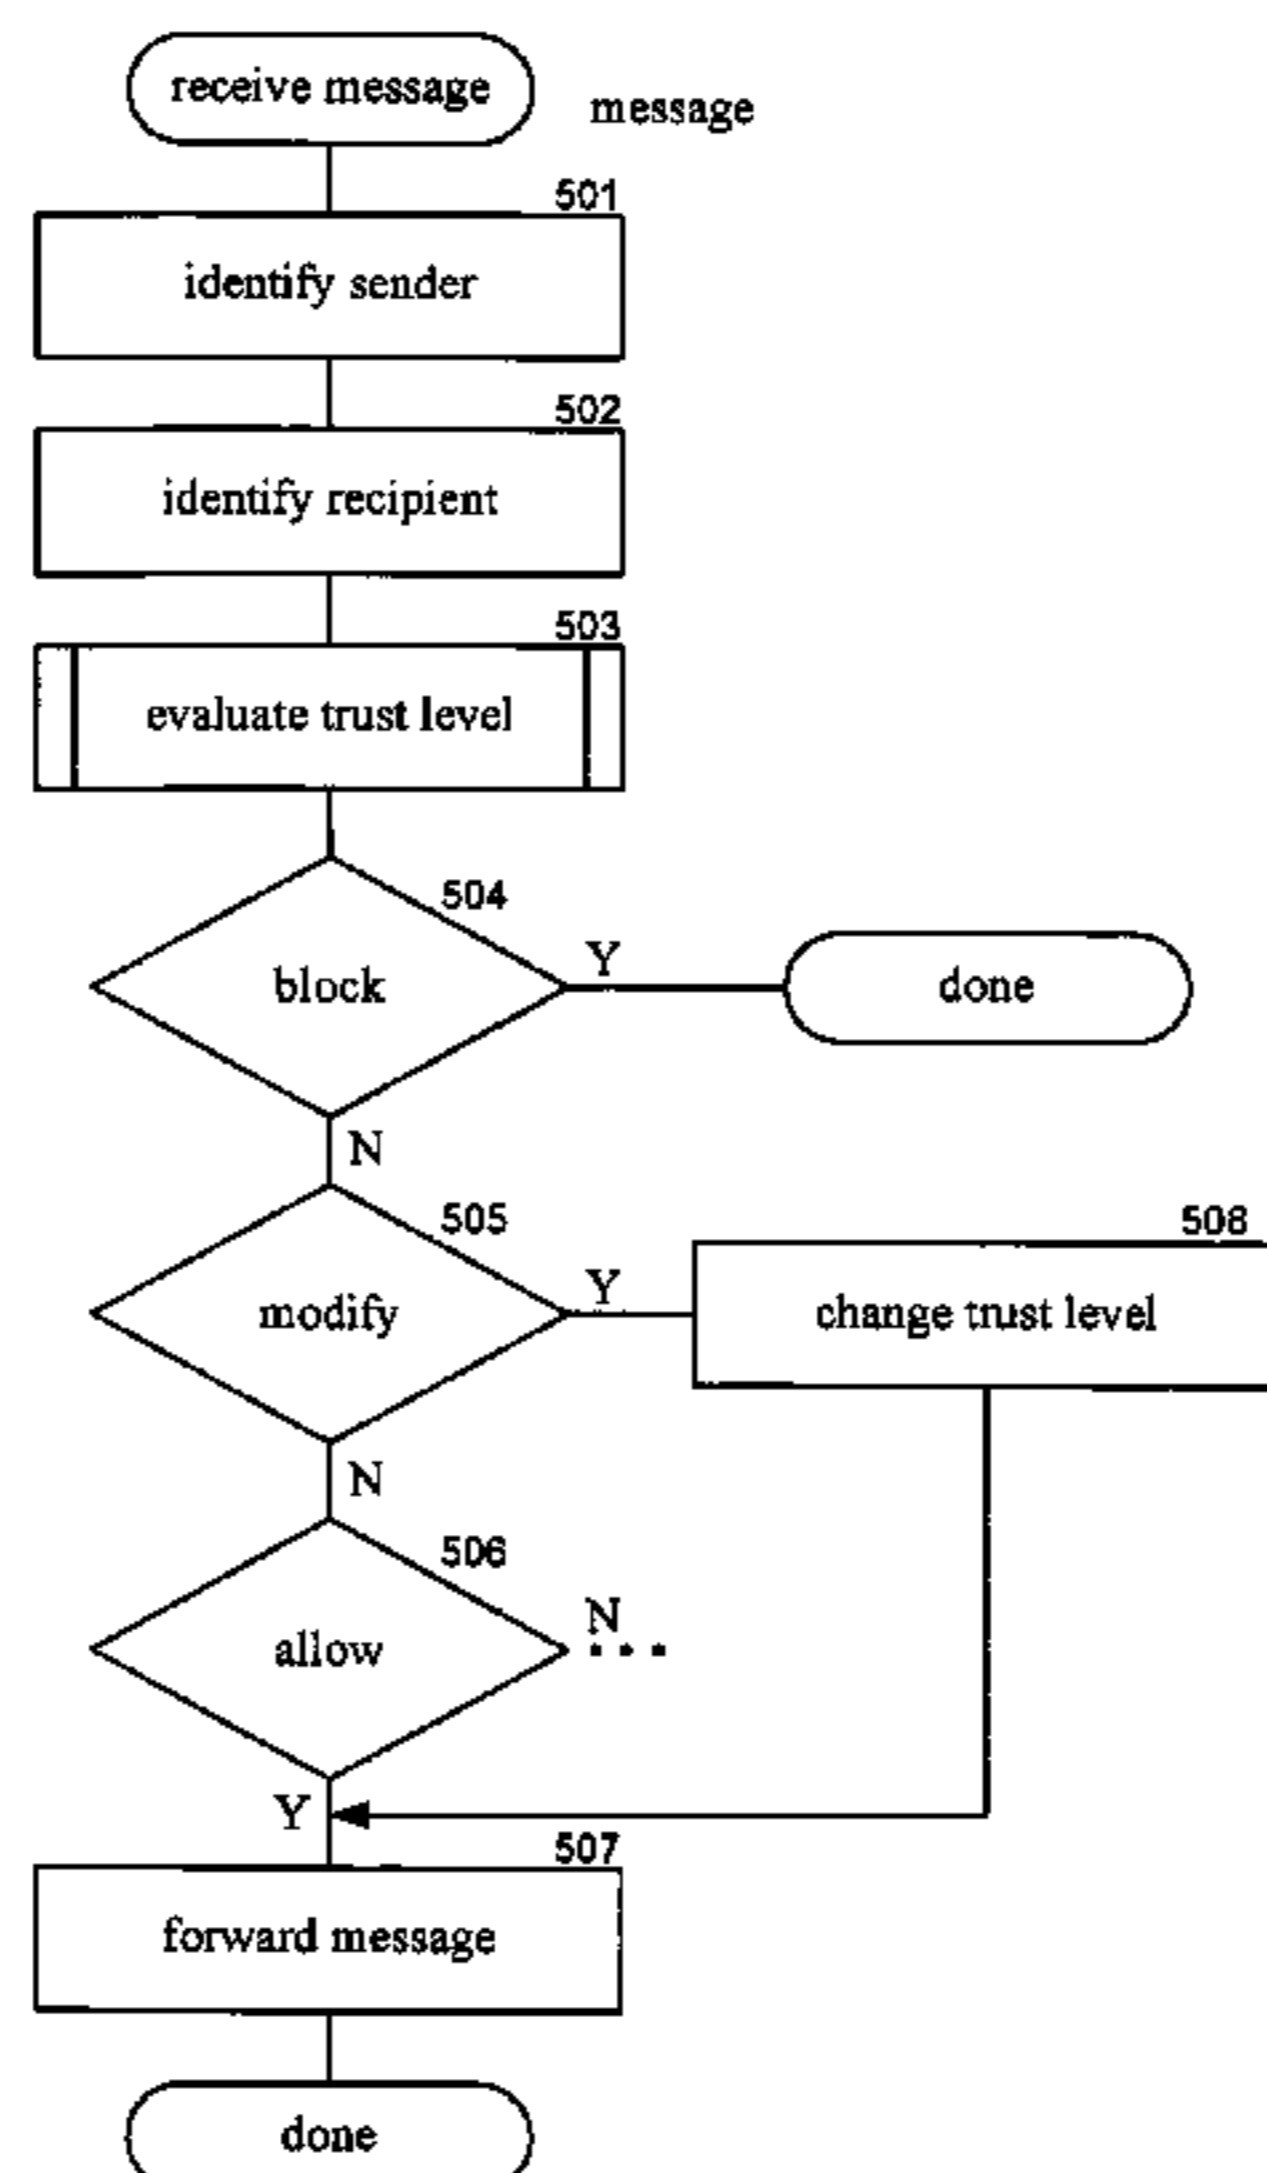 receive message
message
501
identify sender
502
identify recipient
503
evaluate trust level
504
block
Y
done
N
505
modify
Y
508
change trust level
N
506
allow
N
...
Y
507
forward message
done